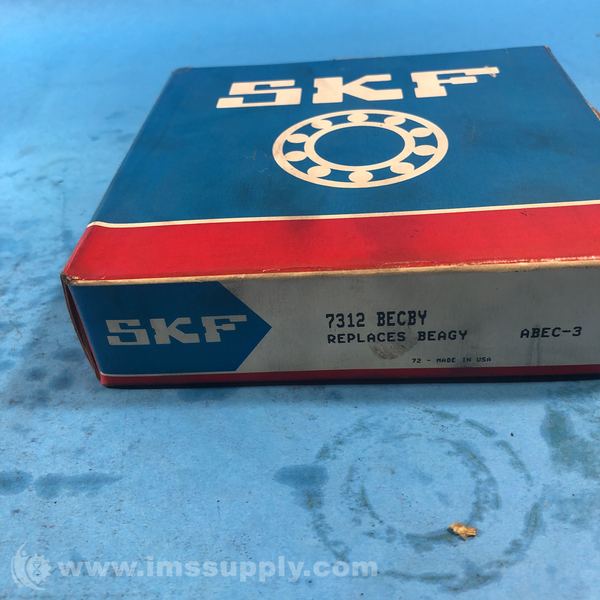 SKF
SKF
7312 BECBY
REPLACES BEAGY
ABEC-3
72 - MADE IN USA
www.imssupply.com